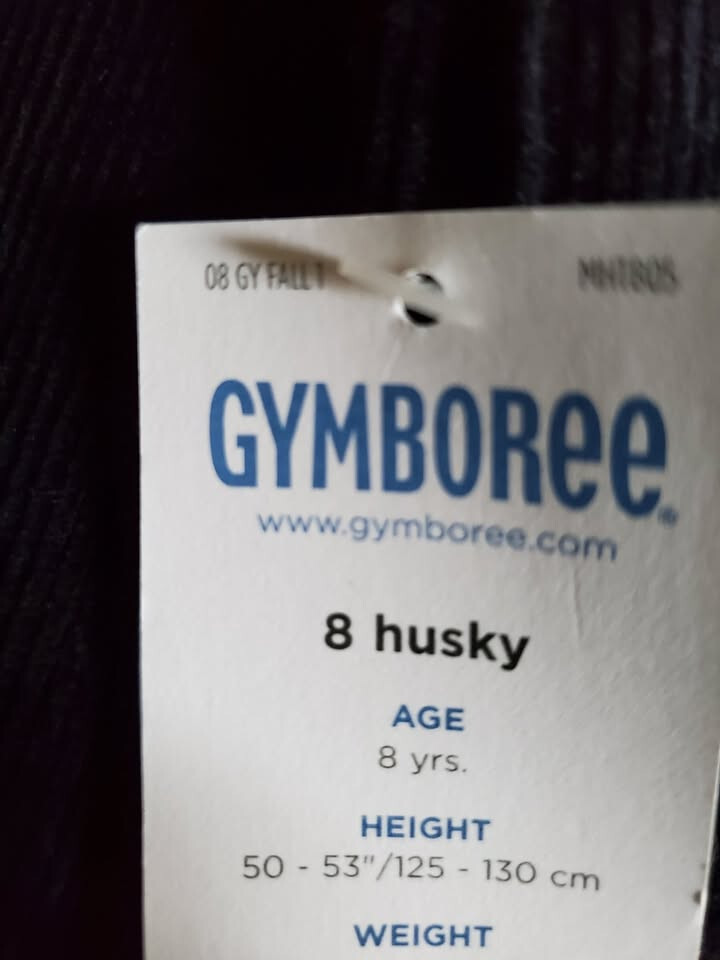 08 GY FALL 1
GYMBOREE®
www.gymboree.com
8 husky
AGE
8 yrs.
HEIGHT
50 - 53"/125 - 130 cm
WEIGHT